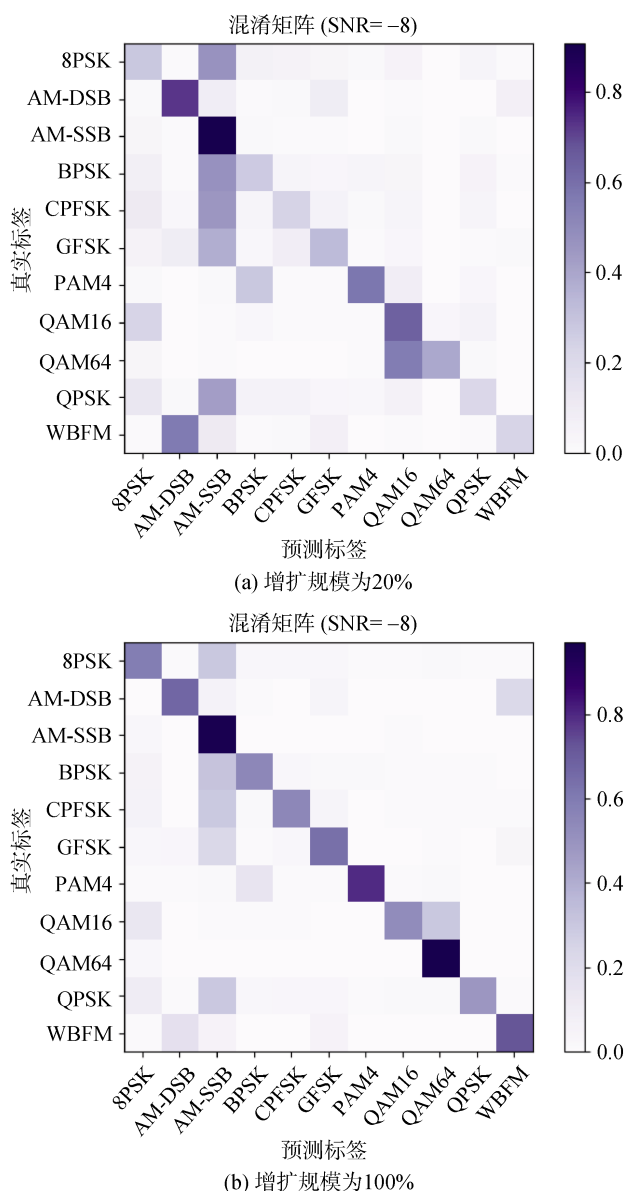 混淆矩阵 (SNR= −8)
8PSK
AM-DSB
AM-SSB
BPSK
CPFSK
GFSK
PAM4
QAM16
QAM64
QPSK
WBFM
真实标签
8PSK
AM-DSB
AM-SSB
BPSK
CPFSK
GFSK
PAM4
QAM16
QAM64
QPSK
WBFM
预测标签
0.8
0.6
0.4
0.2
0.0
(a) 增扩规模为20%
混淆矩阵 (SNR= −8)
8PSK
AM-DSB
AM-SSB
BPSK
CPFSK
GFSK
PAM4
QAM16
QAM64
QPSK
WBFM
真实标签
8PSK
AM-DSB
AM-SSB
BPSK
CPFSK
GFSK
PAM4
QAM16
QAM64
QPSK
WBFM
预测标签
0.8
0.6
0.4
0.2
0.0
(b) 增扩规模为100%